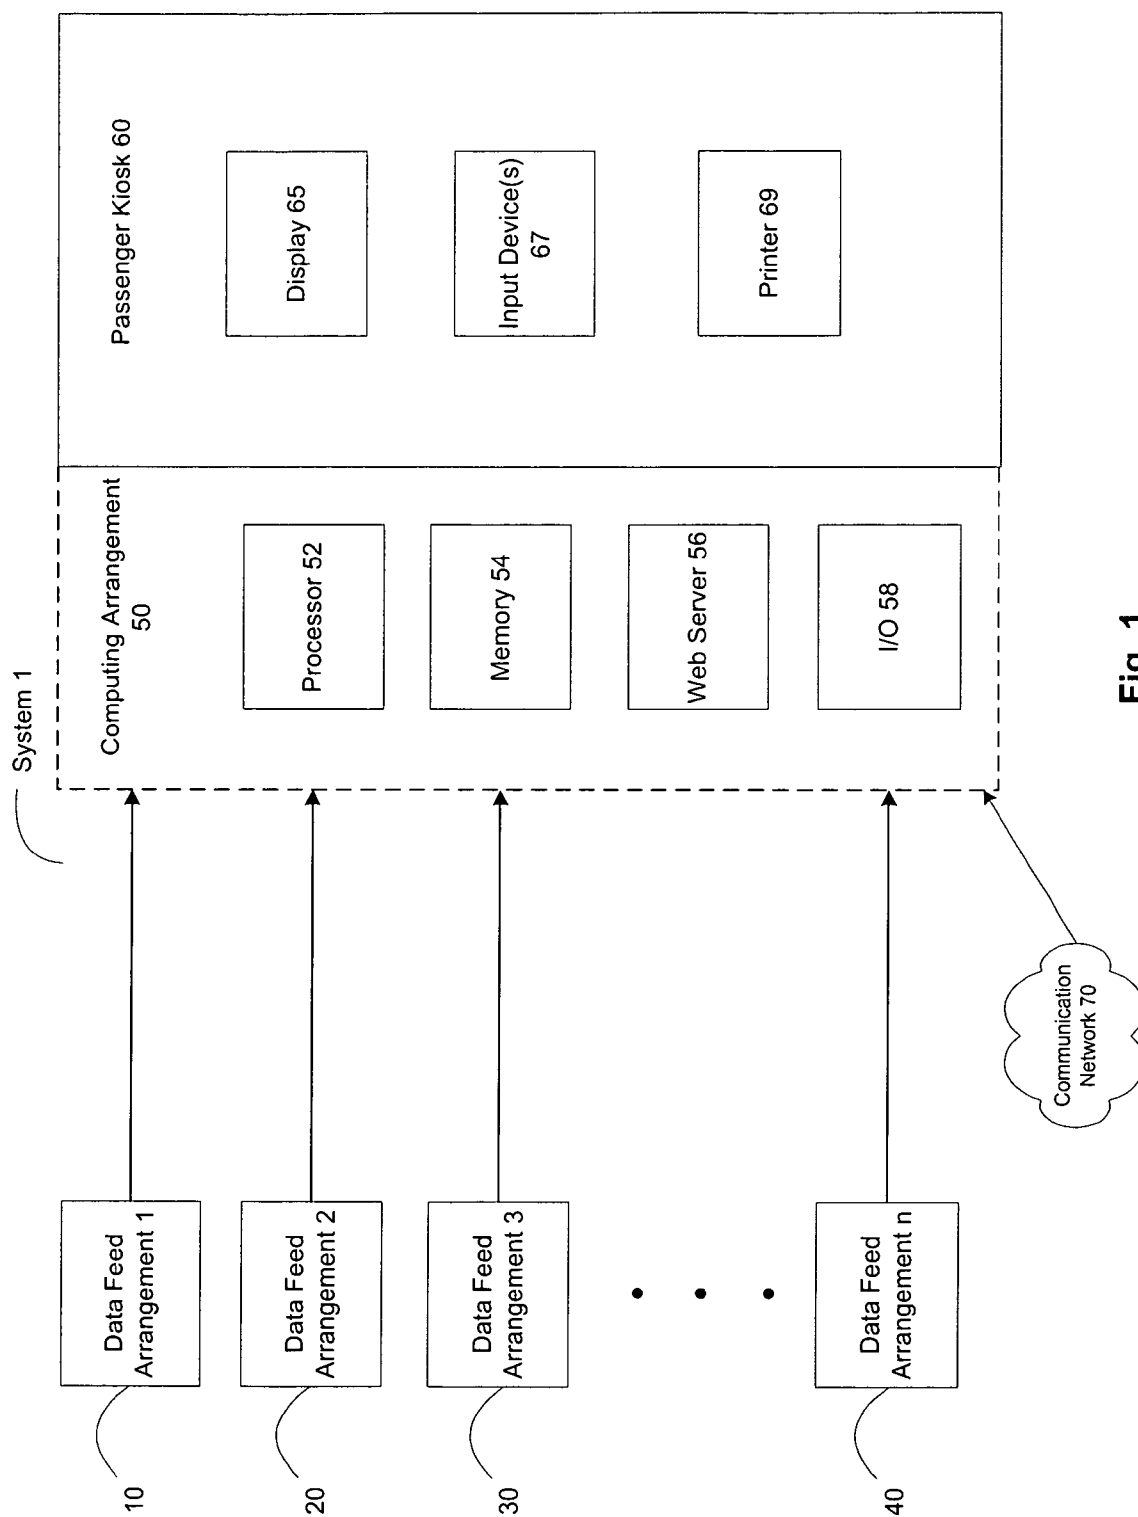 System 1
10
Data Feed
Arrangement 1
20
Data Feed
Arrangement 2
30
Data Feed
Arrangement 3
40
Data Feed
Arrangement n
Communication
Network 70
Computing Arrangement
50
Processor 52
Memory 54
Web Server 56
I/O 58
Passenger Kiosk 60
Display 65
Input Device(s)
67
Printer 69
Fig. 1